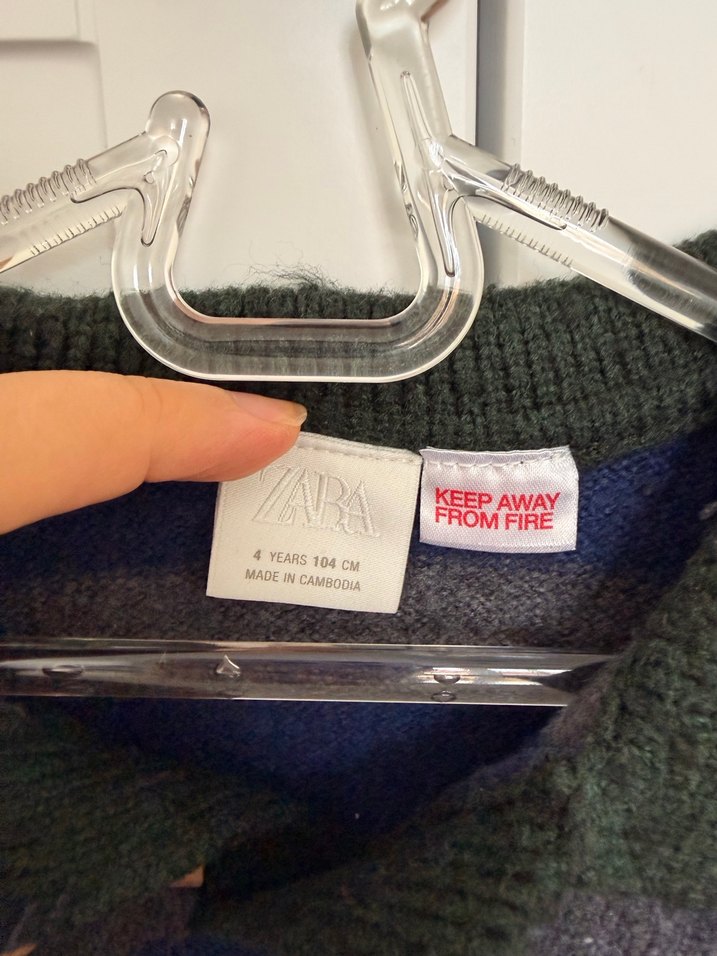 ZARA
4 YEARS 104 CM
MADE IN CAMBODIA
KEEP AWAY
FROM FIRE